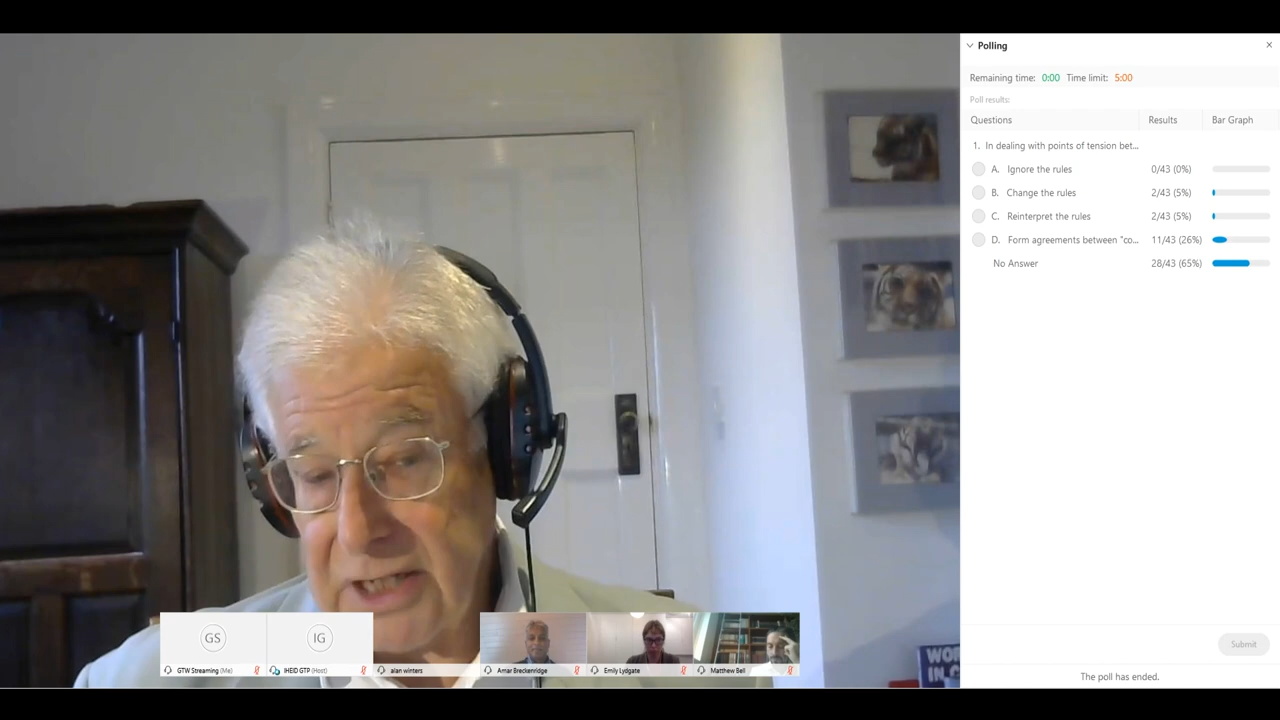 Polling
Remaining time: 0:00 Time limit: 5:00
Poll results:
Questions Results Bar Graph
1. In dealing with points of tension bet...
A. Ignore the rules 0/43 (0%)
B. Change the rules 2/43 (5%)
C. Reinterpret the rules 2/43 (5%)
D. Form agreements between "co... 11/43 (26%)
No Answer 28/43 (65%)
Submit
The poll has ended.
GS
IG
GTW Streaming (Me)
IHEID GTP (Host)
alan winters
Amar Breckenridge
Emily Lydgate
Matthew Bell
WOR
IN C